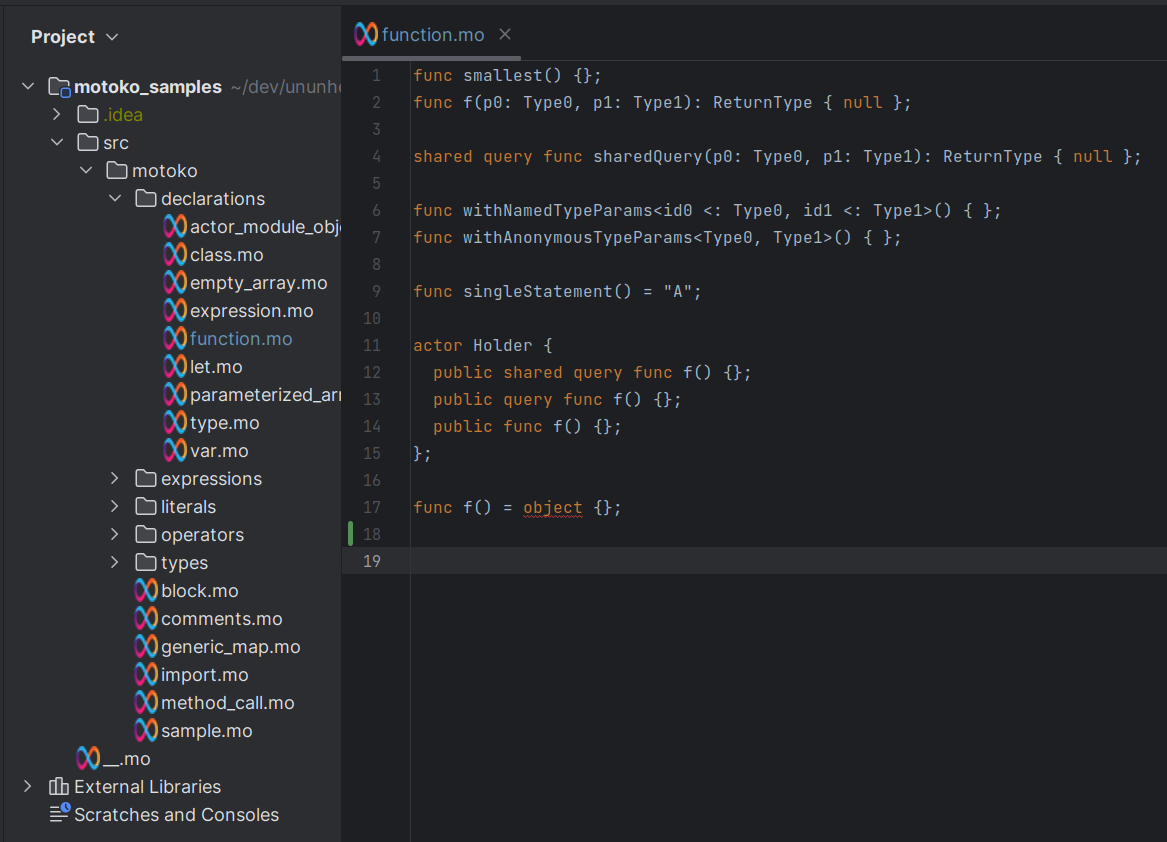 Project
motoko_samples ~/dev/ununh
.idea
src
motoko
declarations
actor_module_obj
class.mo
empty_array.mo
expression.mo
function.mo
let.mo
parameterized_arr
type.mo
var.mo
expressions
literals
operators
types
block.mo
comments.mo
generic_map.mo
import.mo
method_call.mo
sample.mo
__.mo
External Libraries
Scratches and Consoles
function.mo
1 func smallest() {};
2 func f(p0: Type0, p1: Type1): ReturnType { null };
3
4 shared query func sharedQuery(p0: Type0, p1: Type1): ReturnType { null };
5
6 func withNamedTypeParams<id0 <: Type0, id1 <: Type1>() { };
7 func withAnonymousTypeParams<Type0, Type1>() { };
8
9 func singleStatement() = "A";
10
11 actor Holder {
12 public shared query func f() {};
13 public query func f() {};
14 public func f() {};
15 };
16
17 func f() = object {};
18
19